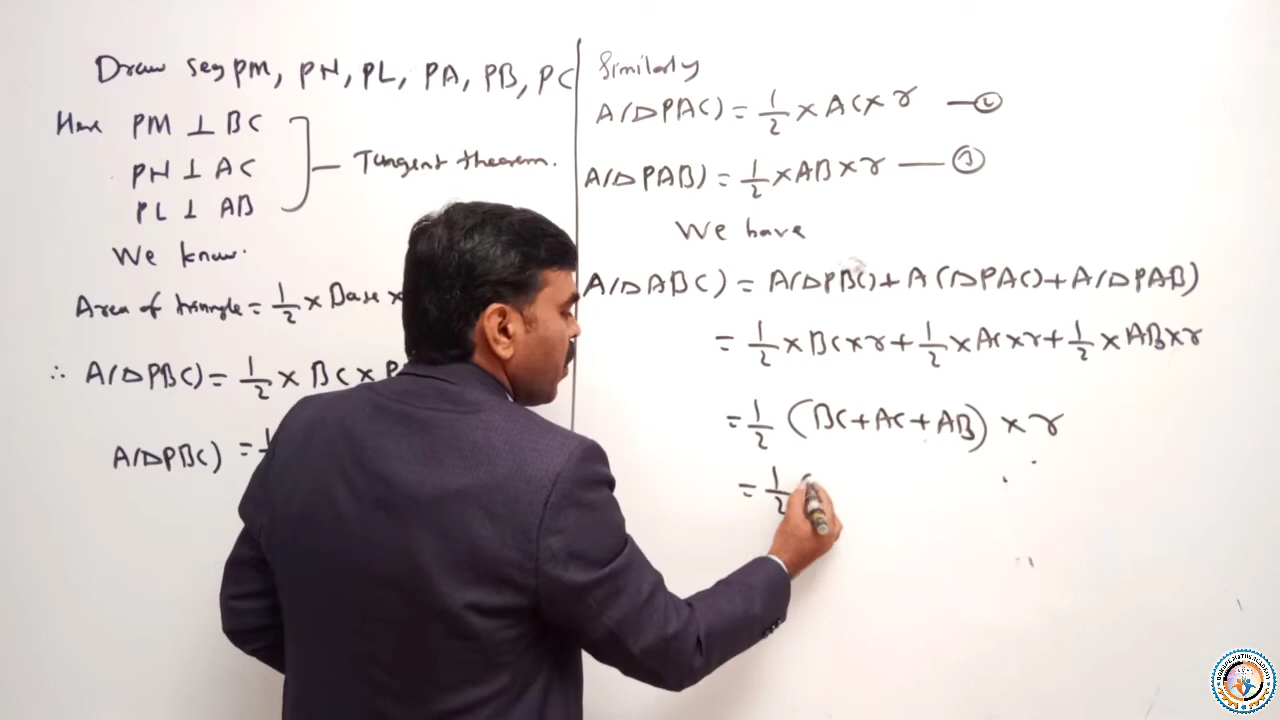 Draw seg PM, PN, PL, PA, PB, PC
Here PM ⊥ BC
PN ⊥ AC
PL ⊥ AB
Tangent theorem.
We know.
Area of triangle = 1/2 × Base ×
∴ A(△PBC) = 1/2 × BC × P
A(△PBC) = 1
Similarly
A(△PAC) = 1/2 × AC × r — ②
A(△PAB) = 1/2 × AB × r — ③
We have
A(△ABC) = A(△PBC) + A(△PAC) + A(△PAB)
= 1/2 × BC × r + 1/2 × AC × r + 1/2 × AB × r
= 1/2 (BC + AC + AB) × r
= 1/2